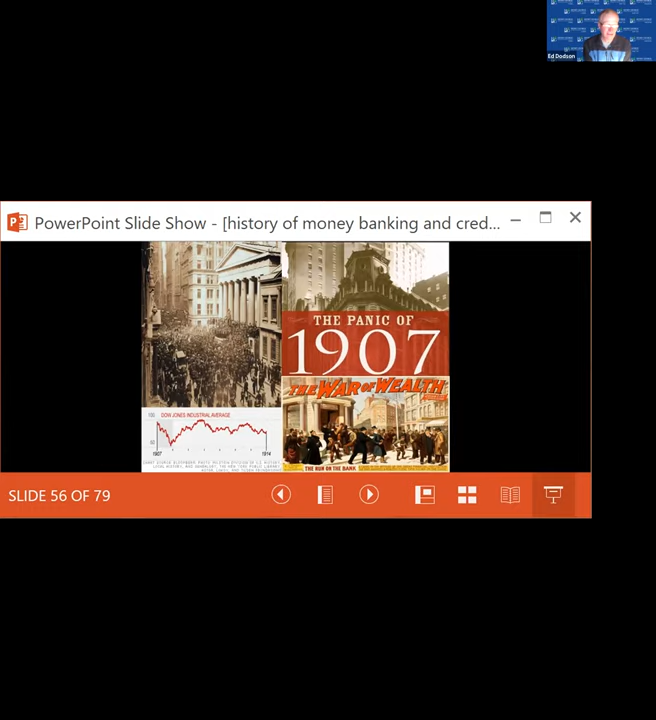 Ed Dodson
PowerPoint Slide Show - [history of money banking and cred...
THE PANIC OF
1907
THE WAR OF WEALTH
100 DOW JONES INDUSTRIAL AVERAGE
1907 1914
THE RUN ON THE BANK
SLIDE 56 OF 79